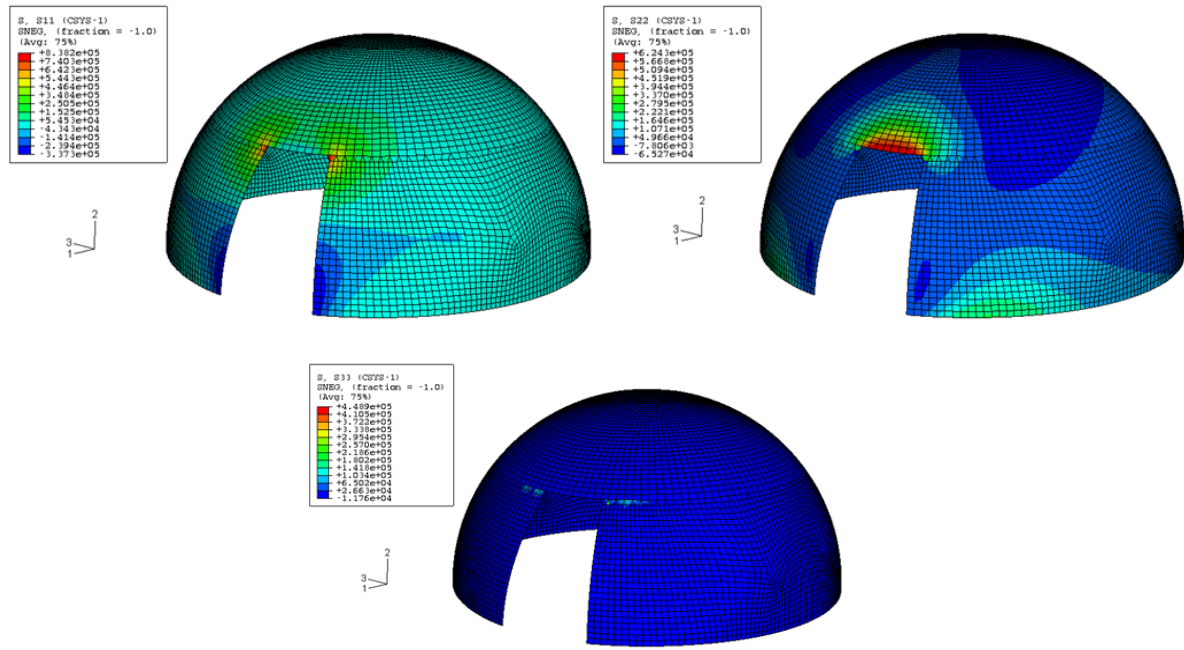 S, S11 (CSYS-1)
SNEG, (fraction = -1.0)
(Avg: 75%)
+8.382e+05
+7.403e+05
+6.423e+05
+5.443e+05
+4.464e+05
+3.484e+05
+2.505e+05
+1.525e+05
+5.453e+04
-4.343e+04
-1.414e+05
-2.394e+05
-3.373e+05
2
3
1
S, S22 (CSYS-1)
SNEG, (fraction = -1.0)
(Avg: 75%)
+6.243e+05
+5.668e+05
+5.094e+05
+4.519e+05
+3.944e+05
+3.370e+05
+2.795e+05
+2.221e+05
+1.646e+05
+1.071e+05
+4.966e+04
-7.806e+03
-6.527e+04
2
3
1
S, S33 (CSYS-1)
SNEG, (fraction = -1.0)
(Avg: 75%)
+4.489e+05
+4.105e+05
+3.722e+05
+3.338e+05
+2.954e+05
+2.570e+05
+2.186e+05
+1.802e+05
+1.418e+05
+1.034e+05
+6.502e+04
+2.663e+04
-1.176e+04
2
3
1